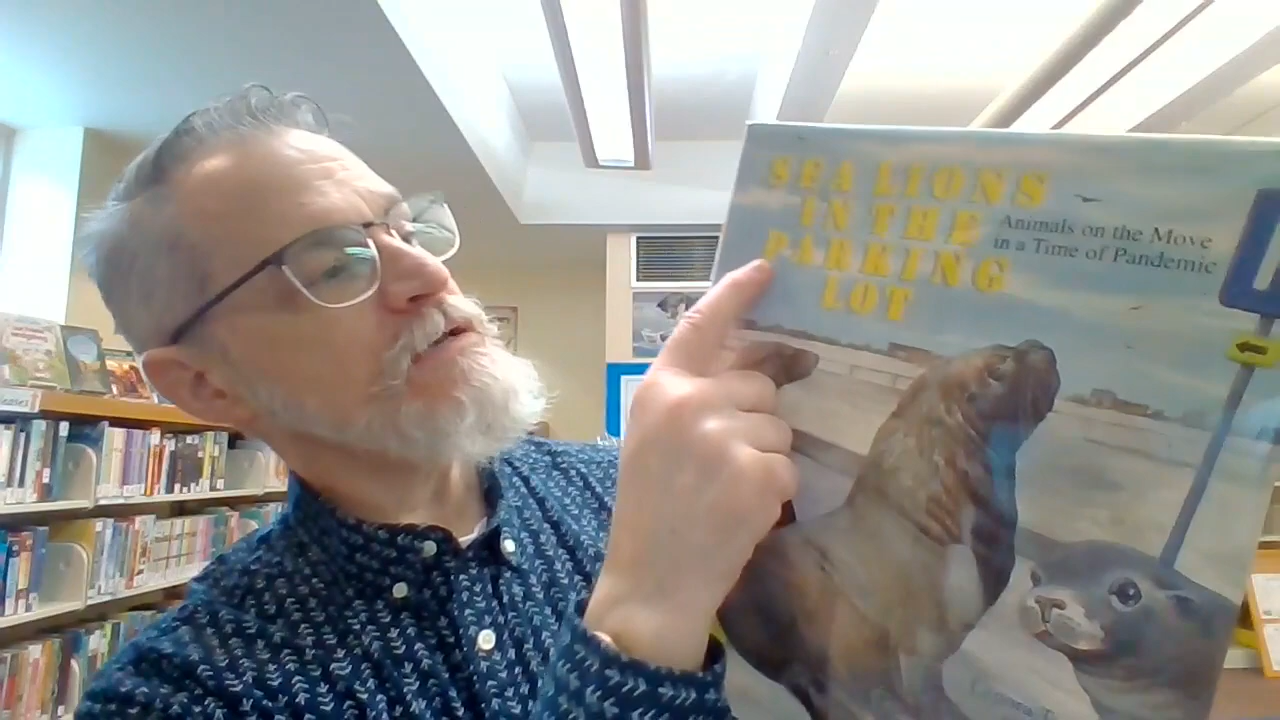 SEA LIONS
IN THE
PARKING
LOT
Animals on the Move
in a Time of Pandemic